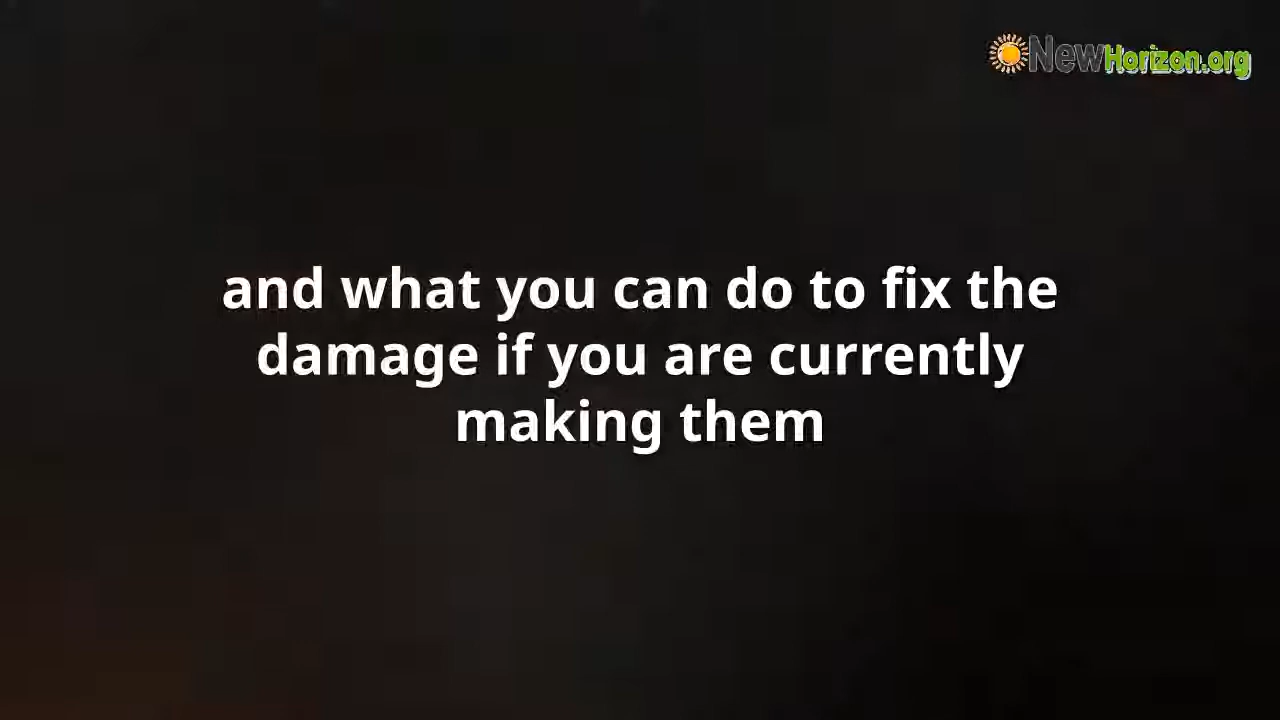 NewHorizon.org
and what you can do to fix the
damage if you are currently
making them